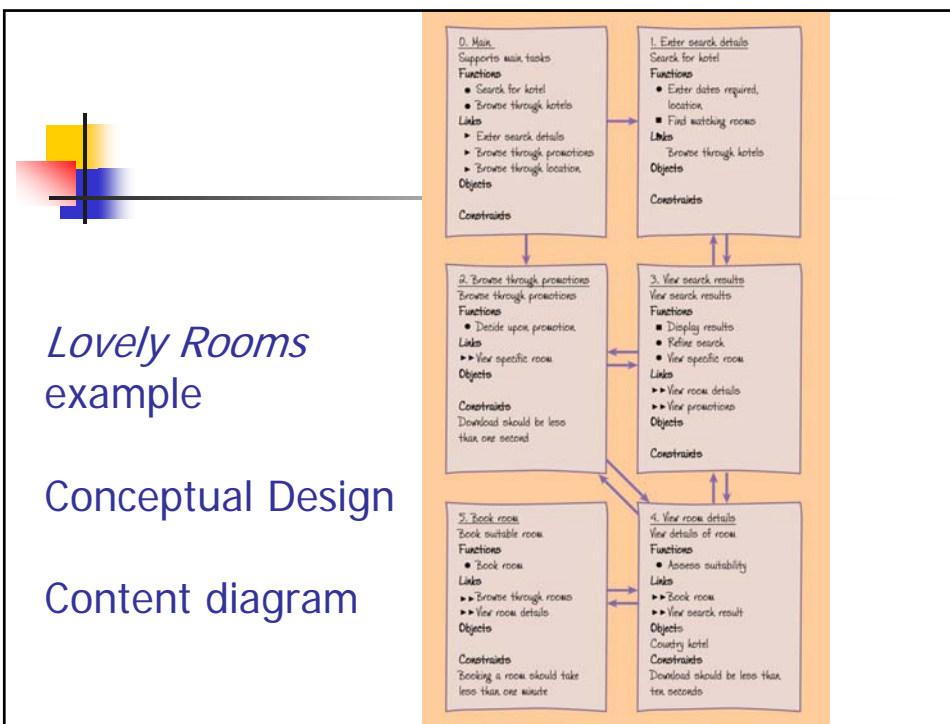 Lovely Rooms
example
Conceptual Design
Content diagram
0. Main
Supports main tasks
Functions
● Search for hotel
● Browse through hotels
Links
► Enter search details
► Browse through promotions
► Browse through location
Objects
Constraints
1. Enter search details
Search for hotel
Functions
● Enter dates required,
location
■ Find matching rooms
Links
Browse through hotels
Objects
Constraints
2. Browse through promotions
Browse through promotions
Functions
● Decide upon promotion
Links
►►View specific room
Objects
Constraints
Download should be less
than one second
3. View search results
View search results
Functions
■ Display results
● Refine search
● View specific room
Links
►►View room details
►►View promotions
Objects
Constraints
5. Book room
Book suitable room
Functions
● Book room
Links
►►Browse through rooms
►►View room details
Objects
Constraints
Booking a room should take
less than one minute
4. View room details
View details of room
Functions
● Assess suitability
Links
►►Book room
►►View search result
Objects
Country hotel
Constraints
Download should be less than
ten seconds